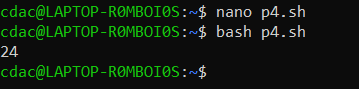 cdac@LAPTOP-R0MBOI0S:~$ nano p4.sh
cdac@LAPTOP-R0MBOI0S:~$ bash p4.sh
24
cdac@LAPTOP-R0MBOI0S:~$